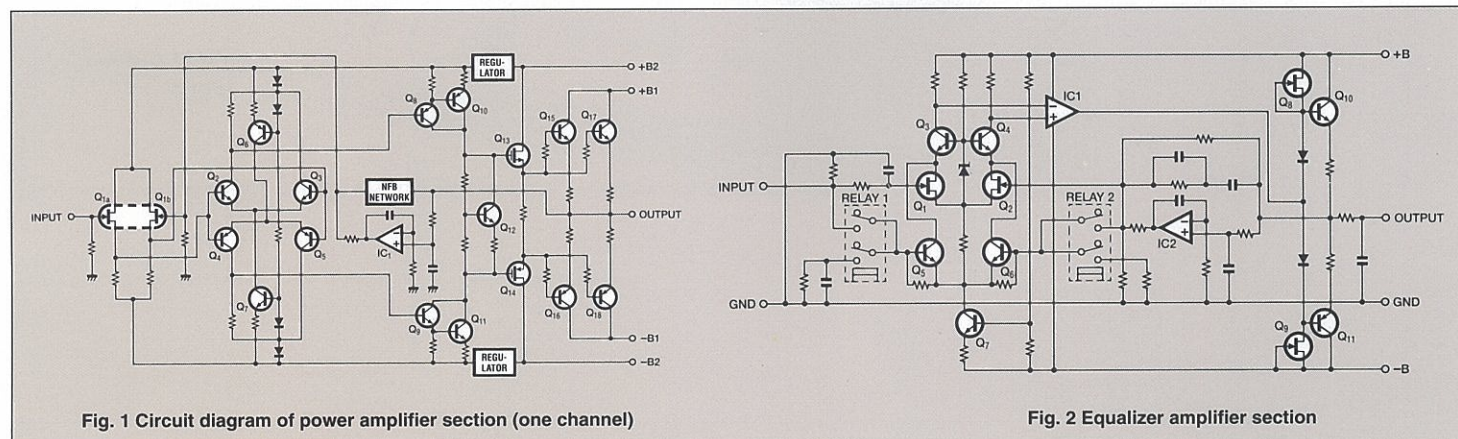 REGU-
LATOR
+B2
+B1
Q8
Q10
Q15
Q17
Q6
Q13
Q1a
Q1b
Q2
Q3
NFB
NETWORK
INPUT
OUTPUT
Q12
Q4
Q5
IC1
Q14
Q7
Q16
Q18
Q9
Q11
-B1
REGU-
LATOR
-B2
Fig. 1 Circuit diagram of power amplifier section (one channel)
+B
IC1
Q8
Q10
Q3
Q4
INPUT
Q1
Q2
RELAY 1
RELAY 2
OUTPUT
IC2
Q5
Q6
GND
GND
Q9
Q11
Q7
-B
Fig. 2 Equalizer amplifier section